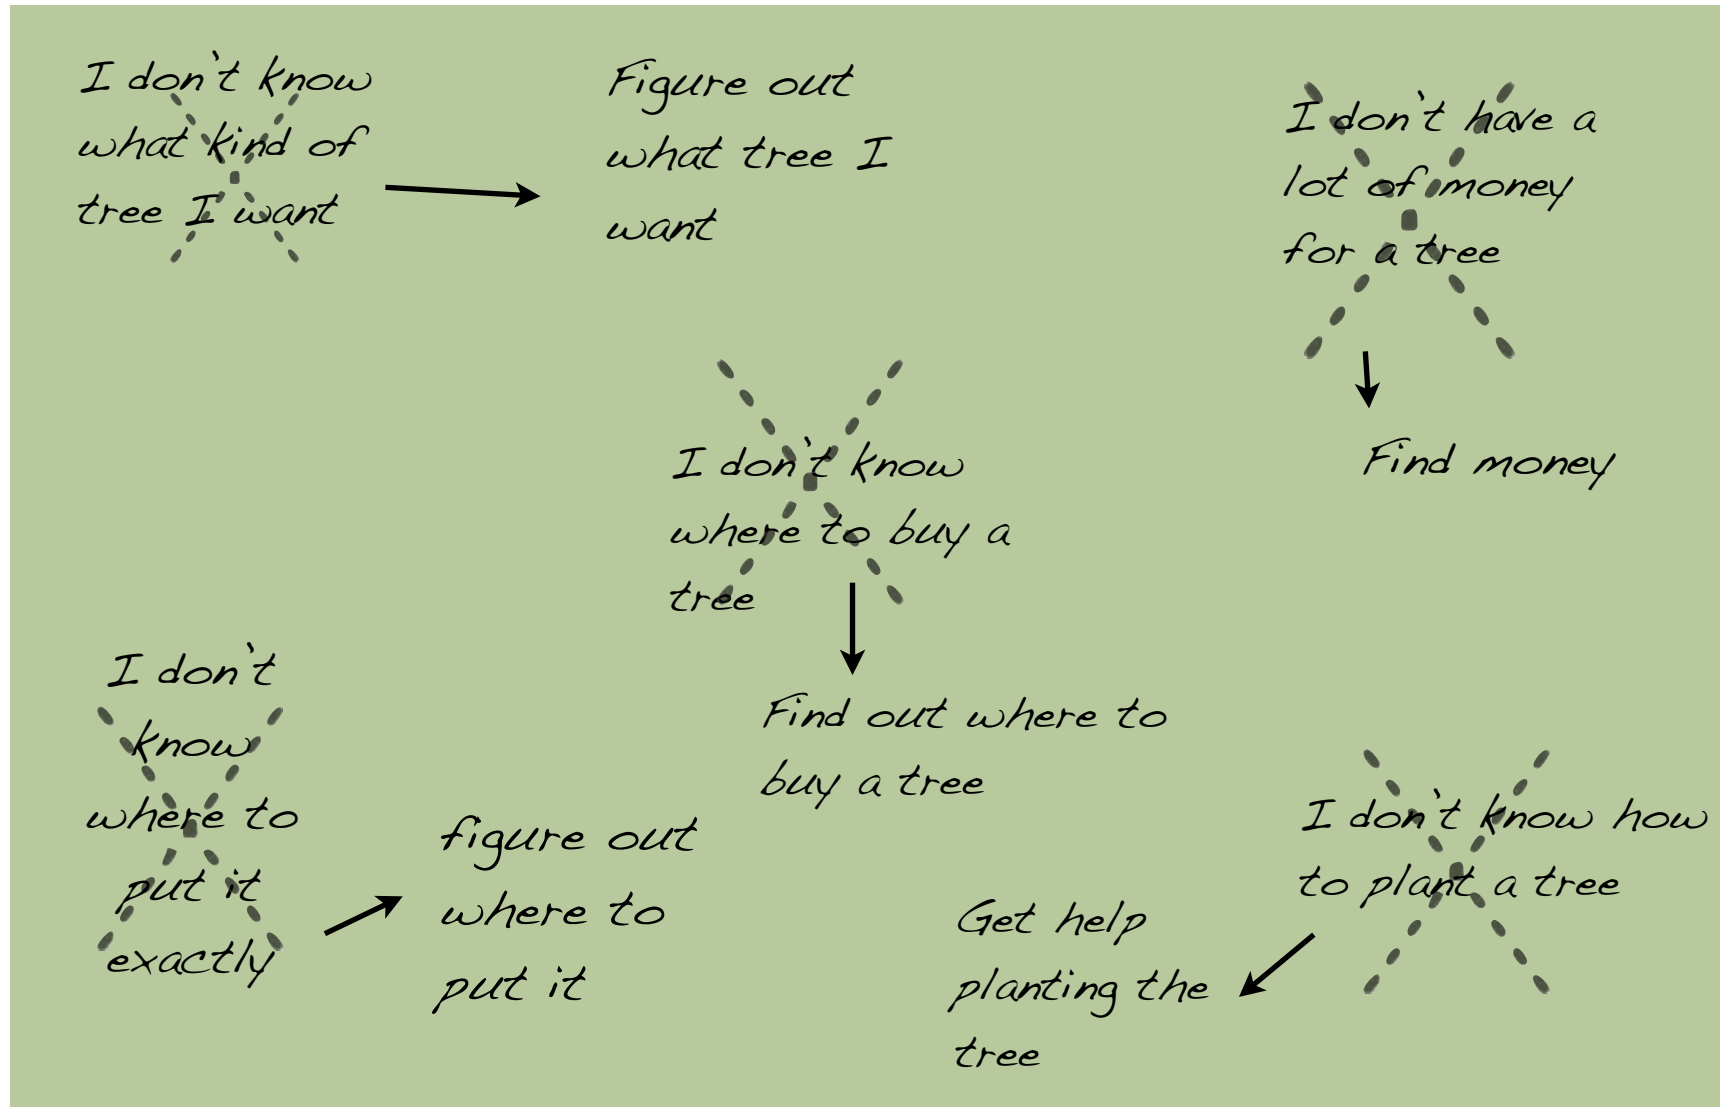 I don't know
what kind of
tree I want
Figure out
what tree I
want
I don't have a
lot of money
for a tree
Find money
I don't know
where to buy a
tree
Find out where to
buy a tree
I don't
know
where to
put it
exactly
figure out
where to
put it
I don't know how
to plant a tree
Get help
planting the
tree